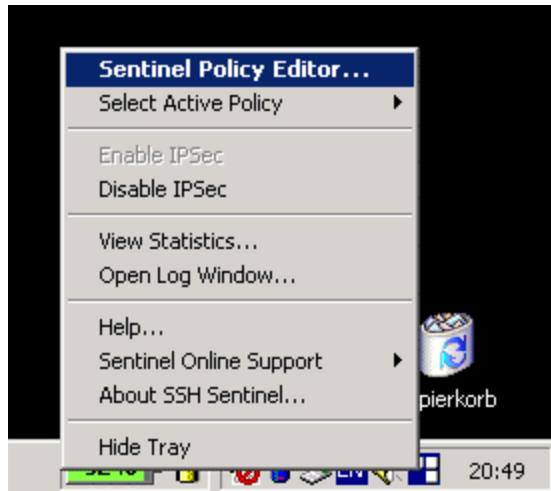 Sentinel Policy Editor...
Select Active Policy
Enable IPSec
Disable IPSec
View Statistics...
Open Log Window...
Help...
Sentinel Online Support
About SSH Sentinel...
pierkorb
Hide Tray
EN
20:49